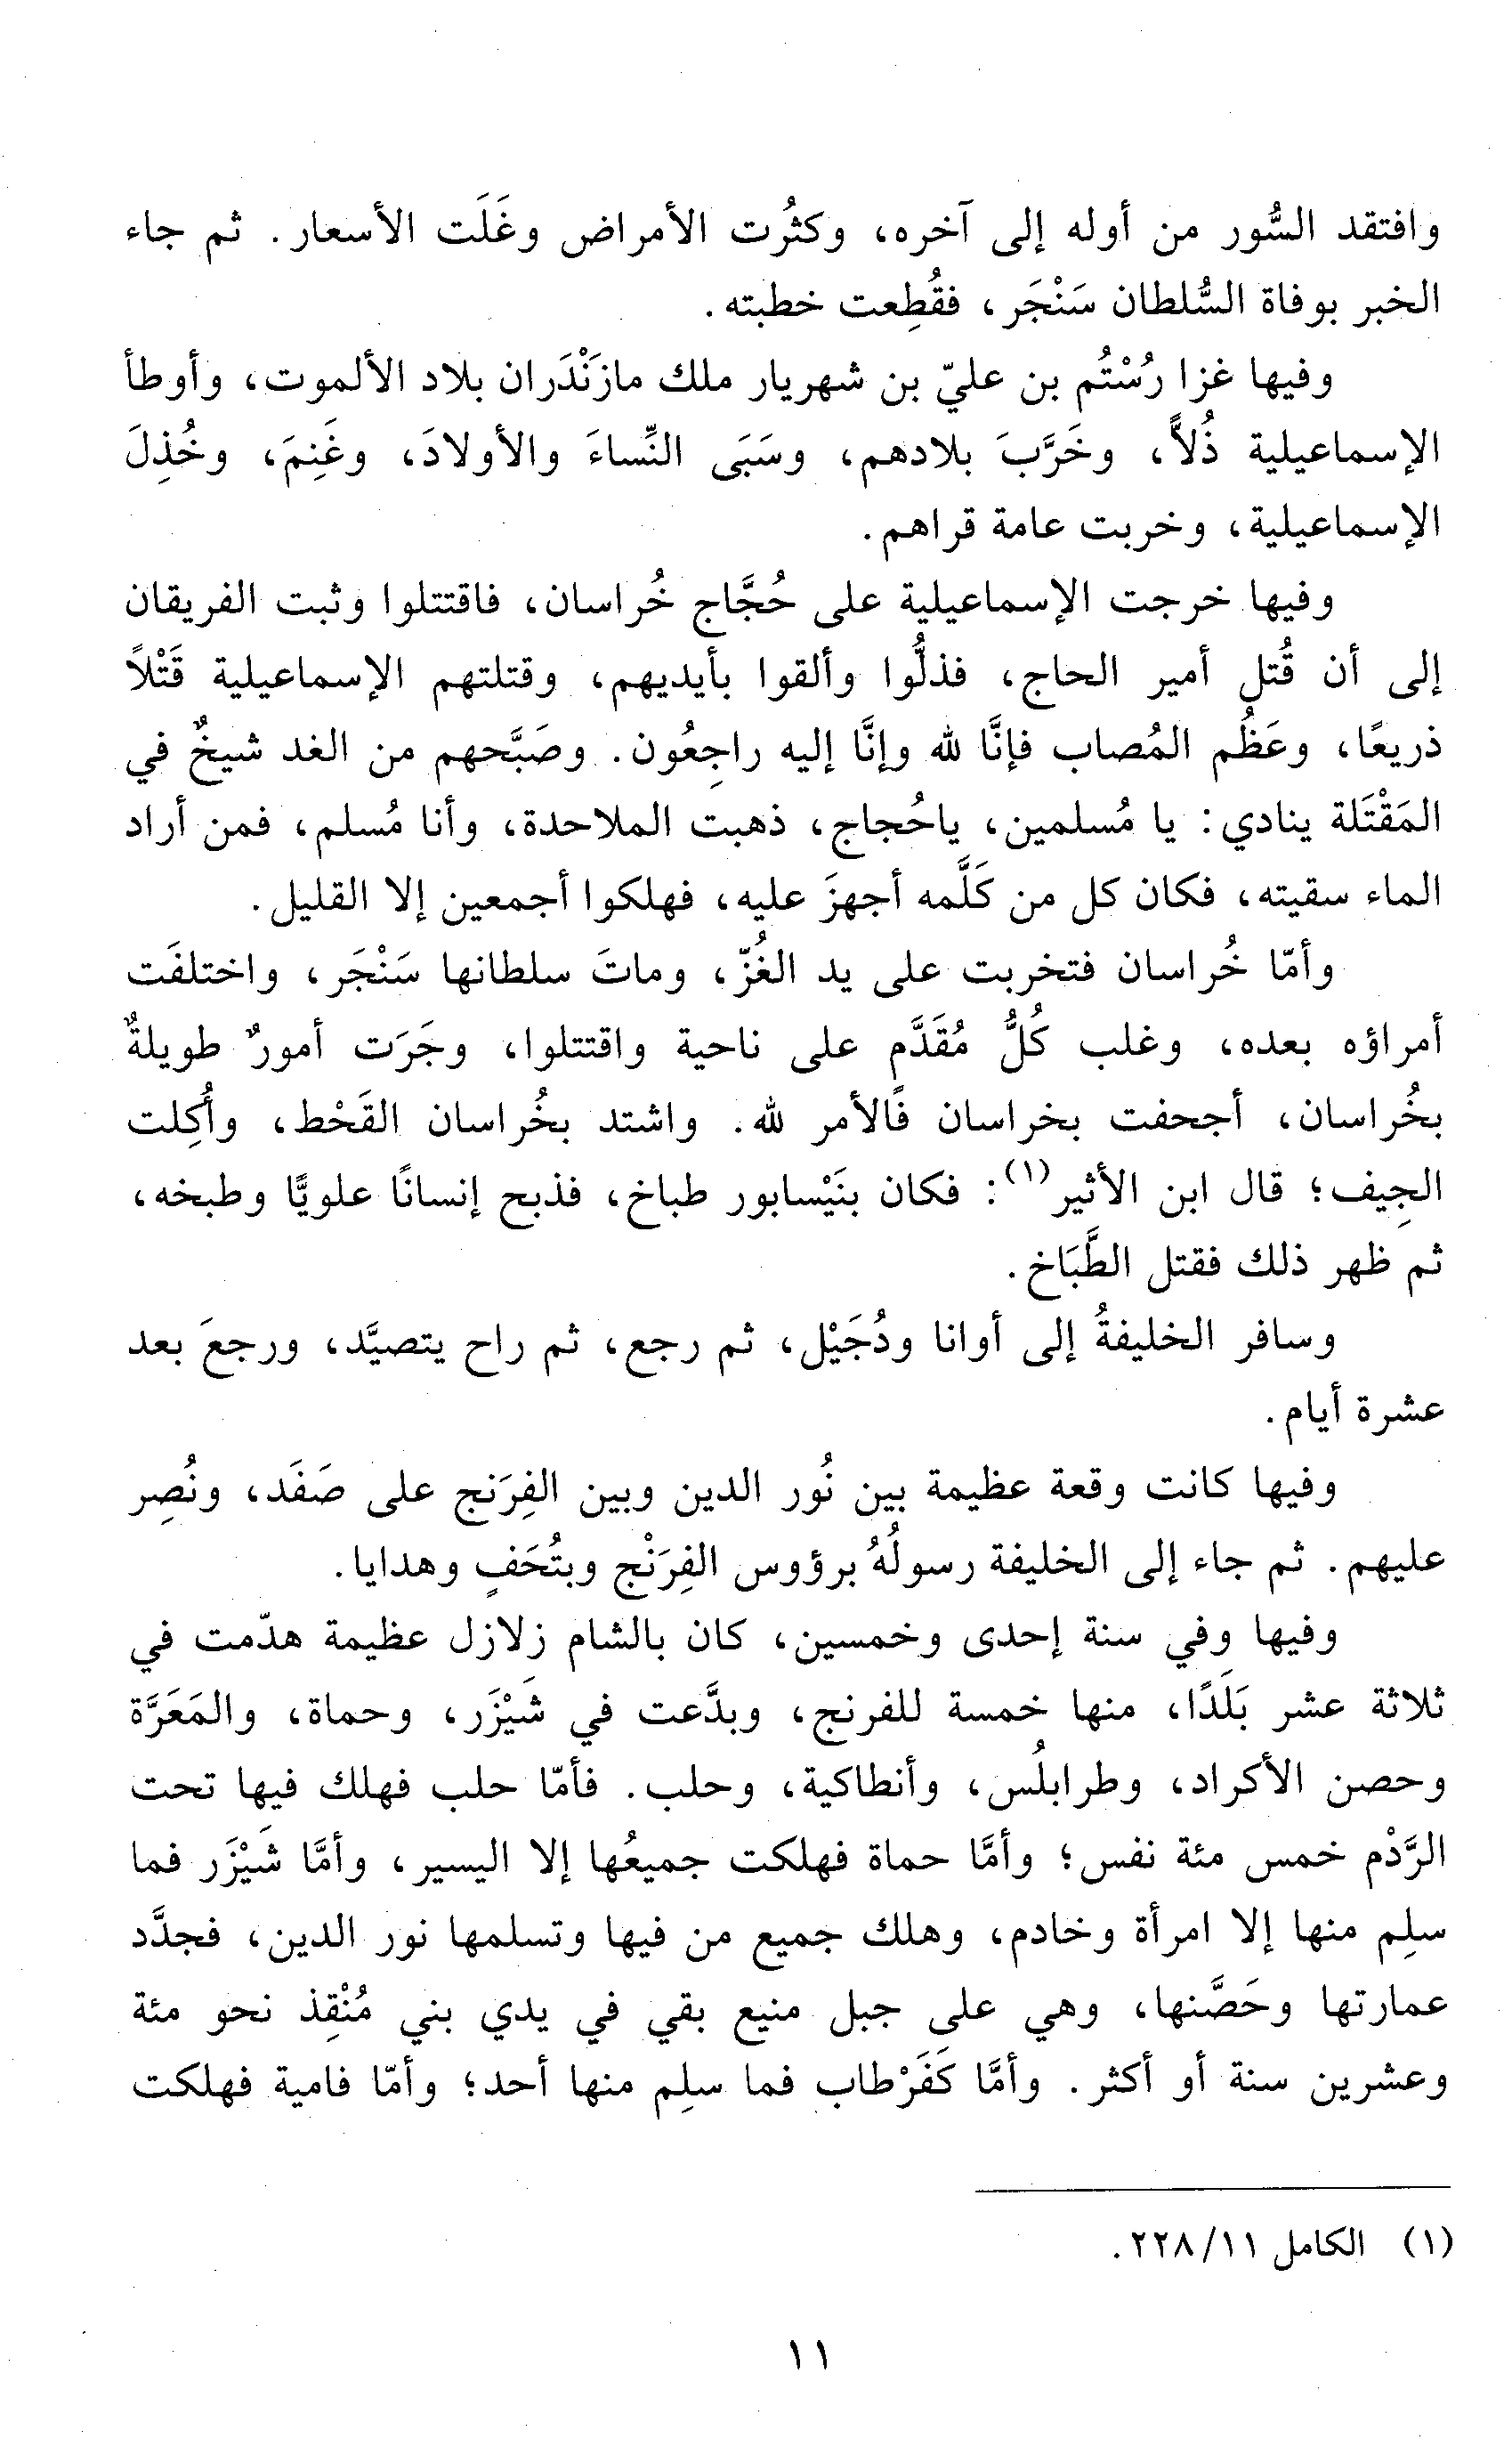 وافتقد السُّور من أوله إلى آخره، وكثُرت الأمراض وغَلَت الأسعار. ثم جاء
الخبر بوفاة السُّلطان سَنْجَر، فقُطِعت خطبته.
وفيها غزا رُسْتُم بن عليّ بن شهريار ملك مازَنْدَران بلاد الألموت، وأوطأ
الإسماعيلية ذُلاًّ، وخَرَّبَ بلادهم، وسَبَى النِّساءَ والأولادَ، وغَنِمَ، وخُذِلَ
الإسماعيلية، وخربت عامة قراهم.
وفيها خرجت الإسماعيلية على حُجَّاج خُراسان، فاقتتلوا وثبت الفريقان
إلى أن قُتل أمير الحاج، فذلُّوا وألقوا بأيديهم، وقتلتهم الإسماعيلية قَتْلاً
ذريعًا، وعَظُم المُصاب فإنَّا لله وإنَّا إليه راجِعُون. وصَبَّحهم من الغد شيخٌ في
المَقْتَلة ينادي: يا مُسلمين، ياحُجاج، ذهبت الملاحدة، وأنا مُسلم، فمن أراد
الماء سقيته، فكان كل من كَلَّمه أجهزَ عليه، فهلكوا أجمعين إلا القليل.
وأمّا خُراسان فتخربت على يد الغُزّ، وماتَ سلطانها سَنْجَر، واختلفَت
أمراؤه بعده، وغلب كُلُّ مُقَدَّم على ناحية واقتتلوا، وجَرَت أمورٌ طويلةٌ
بخُراسان، أجحفت بخراسان فالأمر لله. واشتد بخُراسان القَحْط، وأُكِلت
الجِيف؛ قال ابن الأثير(١): فكان بنَيْسابور طباخ، فذبح إنسانًا علويًّا وطبخه،
ثم ظهر ذلك فقتل الطَّبَاخ.
وسافر الخليفةُ إلى أوانا ودُجَيْل، ثم رجع، ثم راح يتصيَّد، ورجعَ بعد
عشرة أيام.
وفيها كانت وقعة عظيمة بين نُور الدين وبين الفِرَنج على صَفَد، ونُصِر
عليهم. ثم جاء إلى الخليفة رسولُهُ برؤوس الفِرَنْج وبتُحَفٍ وهدايا.
وفيها وفي سنة إحدى وخمسين، كان بالشام زلازل عظيمة هدّمت في
ثلاثة عشر بَلَدًا، منها خمسة للفرنج، وبدَّعت في شَيْزَر، وحماة، والمَعَرَّة
وحصن الأكراد، وطرابلُس، وأنطاكية، وحلب. فأمّا حلب فهلك فيها تحت
الرَّدْم خمس مئة نفس؛ وأمَّا حماة فهلكت جميعُها إلا اليسير، وأمَّا شَيْزَر فما
سلِم منها إلا امرأة وخادم، وهلك جميع من فيها وتسلمها نور الدين، فجدَّد
عمارتها وحَصَّنها، وهي على جبل منيع بقي في يدي بني مُنْقِذ نحو مئة
وعشرين سنة أو أكثر. وأمَّا كَفَرْطاب فما سلِم منها أحد؛ وأمّا فامية فهلكت
(١) الكامل ١١/ ٢٢٨.
١١